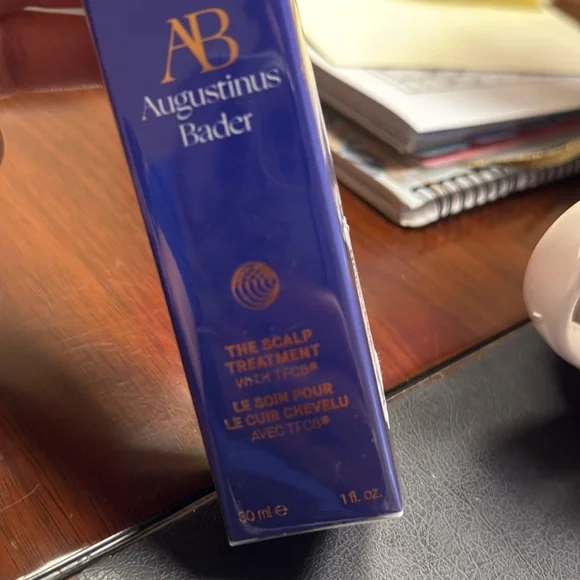 AB
Augustinus
Bader
THE SCALP
TREATMENT
WITH TFC8®
LE SOIN POUR
LE CUIR CHEVELU
AVEC TFC8®
30 ml ℮
1 fl. oz.